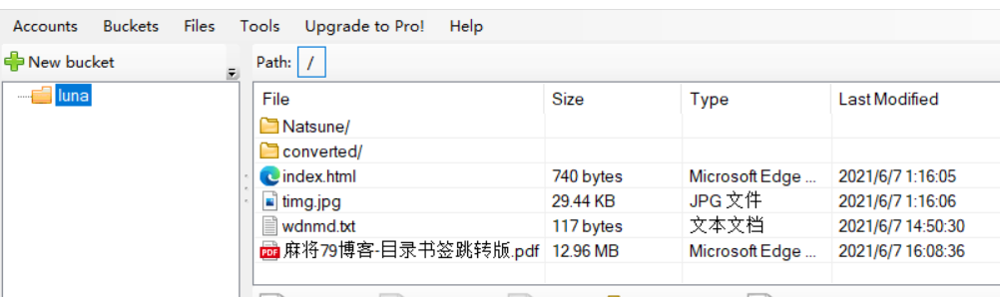 Accounts Buckets Files Tools Upgrade to Pro! Help
New bucket Path: /
luna
File Size Type Last Modified
Natsune/
converted/
index.html 740 bytes Microsoft Edge ... 2021/6/7 1:16:05
timg.jpg 29.44 KB JPG 文件 2021/6/7 1:16:06
wdnmd.txt 117 bytes 文本文档 2021/6/7 14:50:30
PDF 麻将79博客-目录书签跳转版.pdf 12.96 MB Microsoft Edge ... 2021/6/7 16:08:36